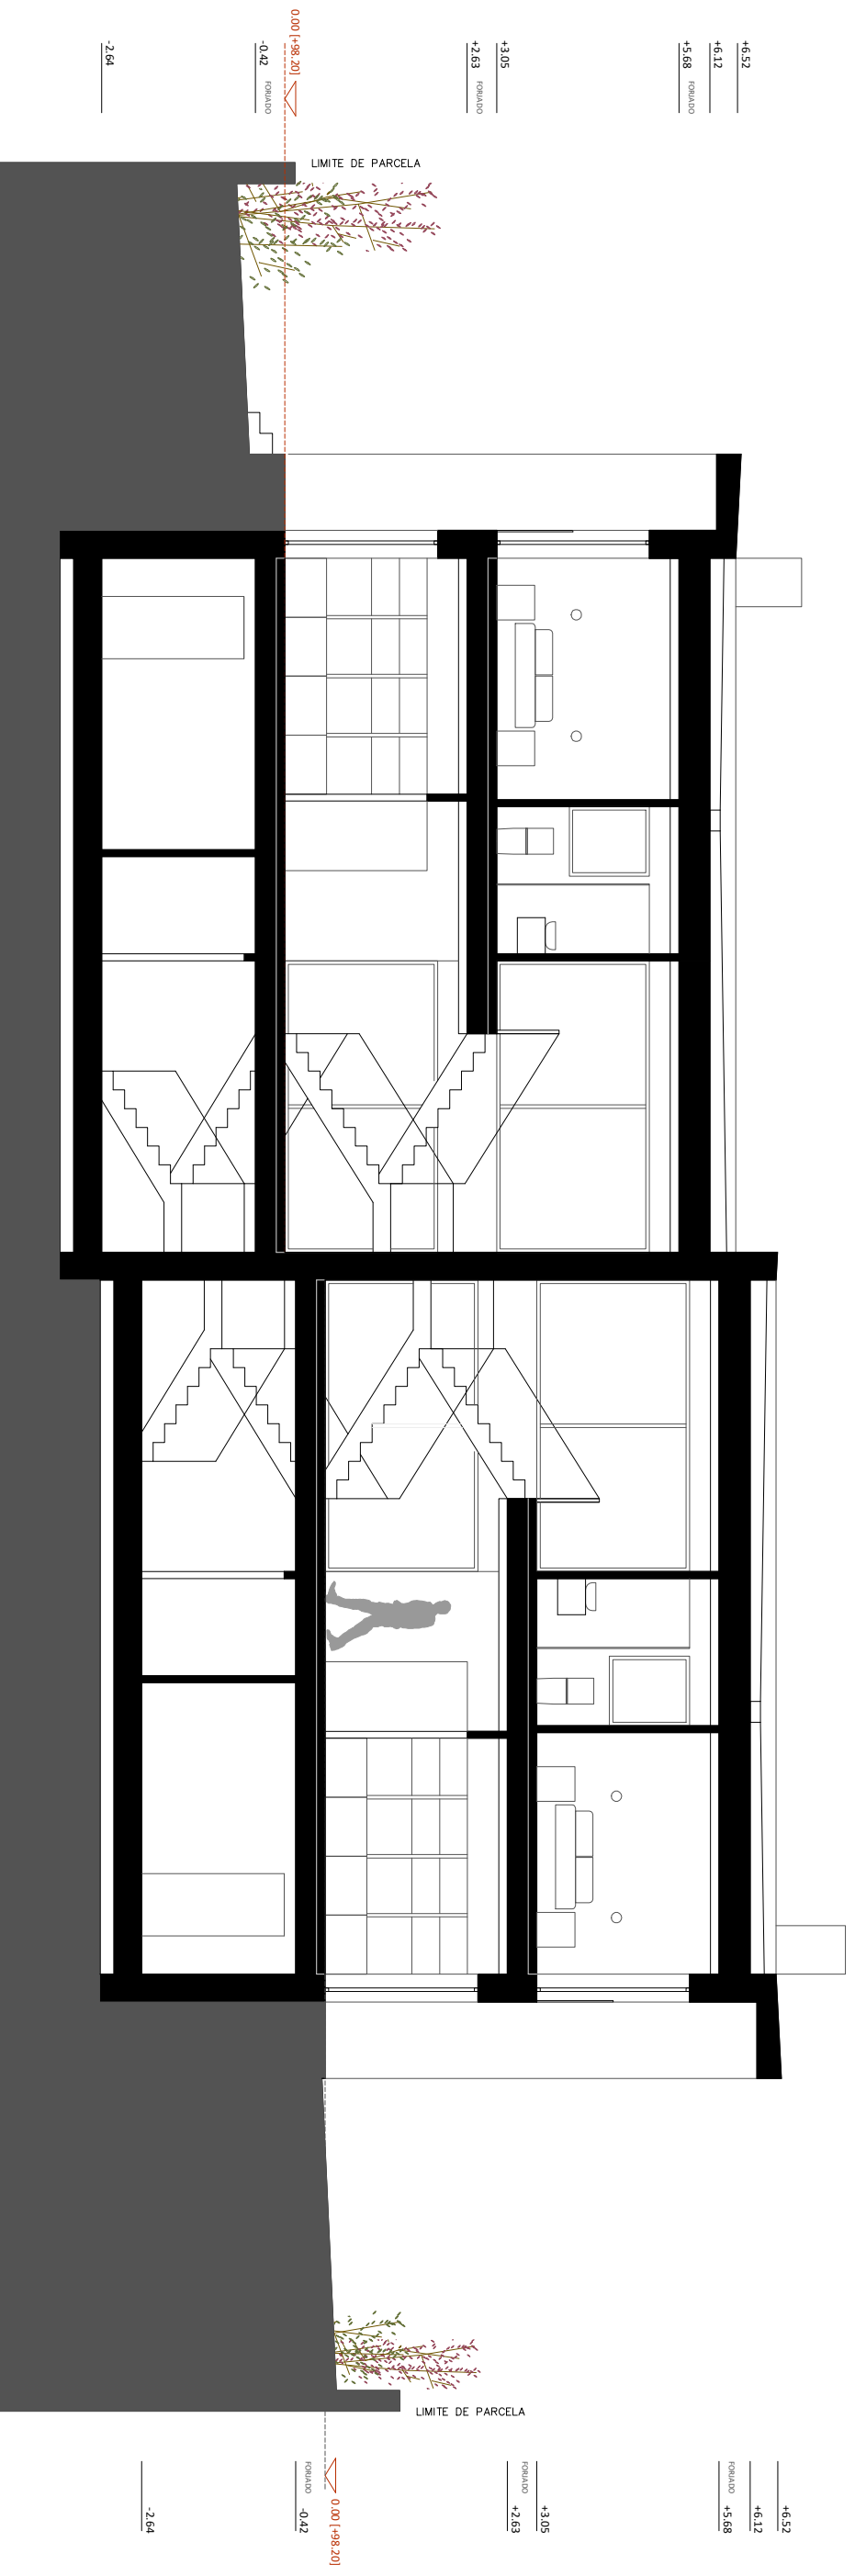 -2.64
-0.42
FORJADO
0.00 [+98.20]
+2.63
FORJADO
+3.05
+5.68
FORJADO
+6.12
+6.52
LIMITE DE PARCELA
LIMITE DE PARCELA
-2.64
-0.42
FORJADO
0.00 [+98.20]
+2.63
FORJADO
+3.05
+5.68
FORJADO
+6.12
+6.52